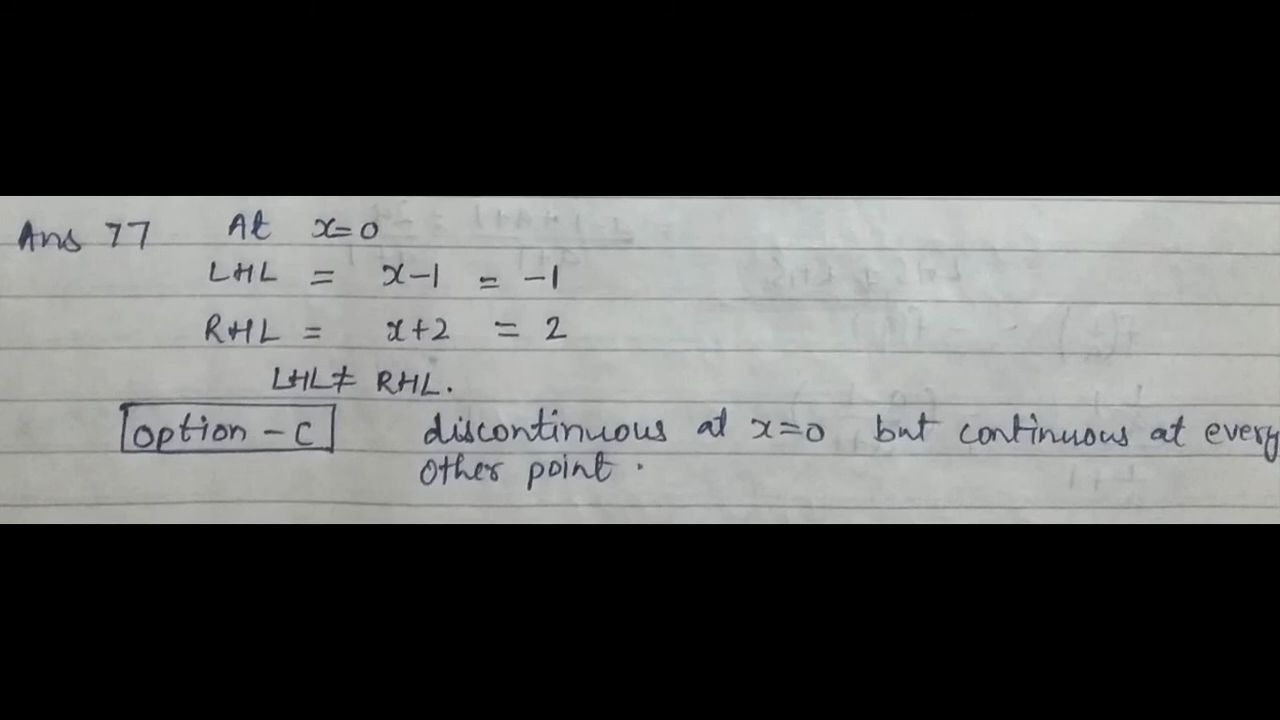 Ans 77 At x=0
LHL = x-1 = -1
RHL = x+2 = 2
LHL ≠ RHL.
option - C discontinuous at x=0 but continuous at every
other point.